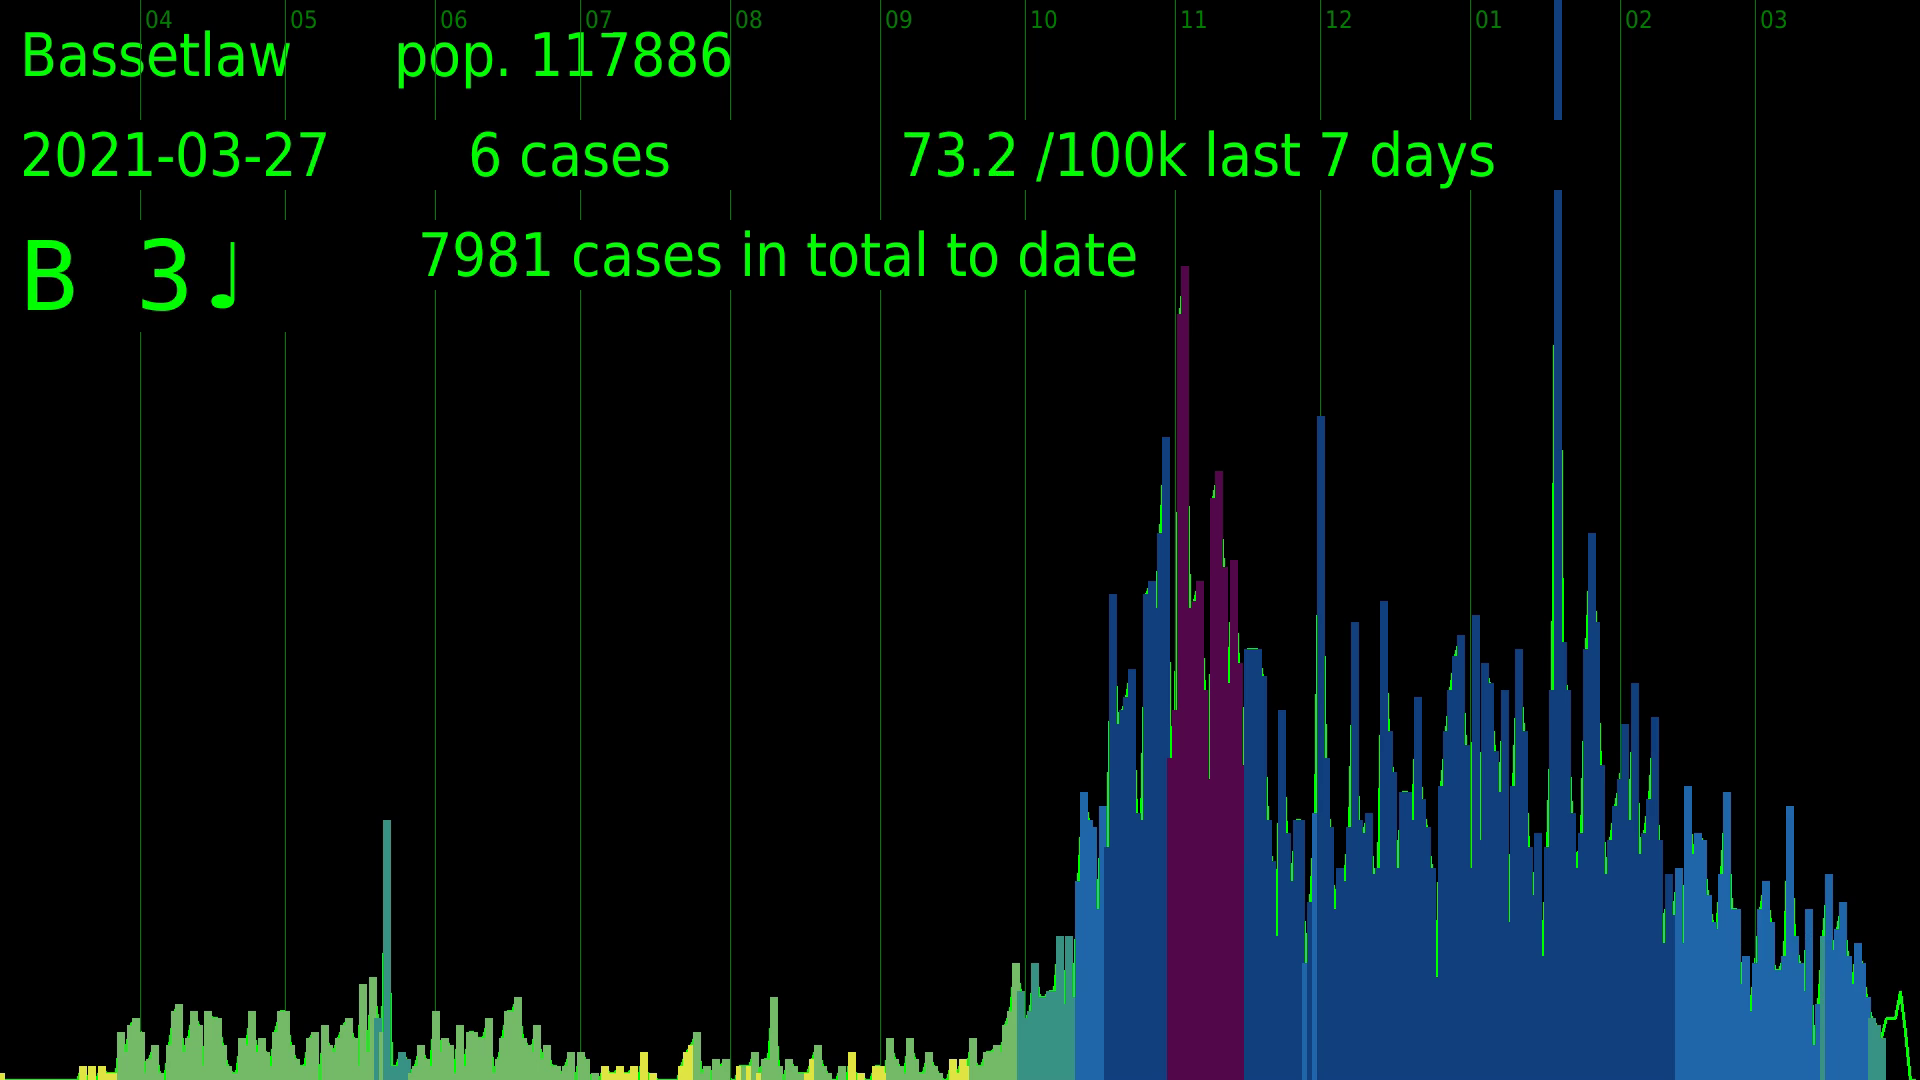 04 05 06 07 08 09 10 11 12 01 02 03
Bassetlaw pop. 117886
2021-03-27 6 cases 73.2 /100k last 7 days
B 3♩ 7981 cases in total to date